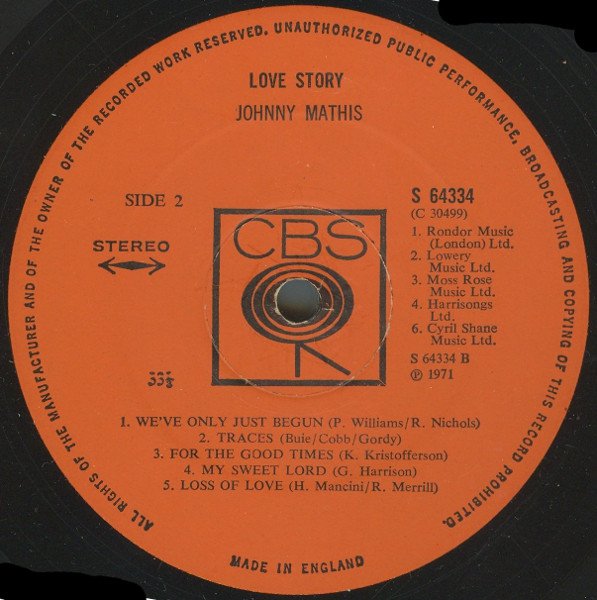 ALL RIGHTS OF THE MANUFACTURER AND OF THE OWNER OF THE RECORDED WORK RESERVED. UNAUTHORIZED PUBLIC PERFORMANCE, BROADCASTING AND COPYING OF THIS RECORD PROHIBITED.
LOVE STORY
JOHNNY MATHIS
SIDE 2
STEREO
33⅓
CBS
S 64334
(C 30499)
1. Rondor Music
(London) Ltd.
2. Lowery
Music Ltd.
3. Moss Rose
Music Ltd.
4. Harrisongs
Ltd.
6. Cyril Shane
Music Ltd.
S 64334 B
℗ 1971
1. WE'VE ONLY JUST BEGUN (P. Williams/R. Nichols)
2. TRACES (Buie/Cobb/Gordy)
3. FOR THE GOOD TIMES (K. Kristofferson)
4. MY SWEET LORD (G. Harrison)
5. LOSS OF LOVE (H. Mancini/R. Merrill)
MADE IN ENGLAND